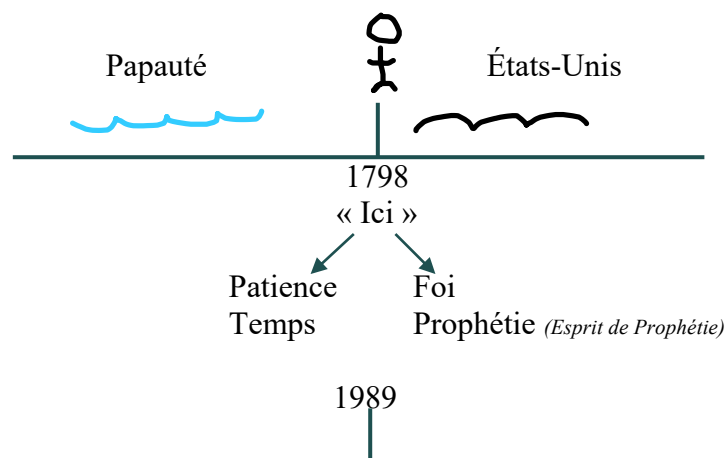 Papauté États-Unis
1798
« Ici »
Patience Foi
Temps Prophétie (Esprit de Prophétie)
1989